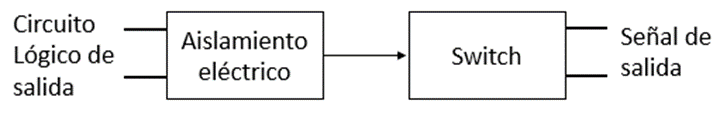 Circuito
Lógico de
salida
Aislamiento
eléctrico
Switch
Señal de
salida